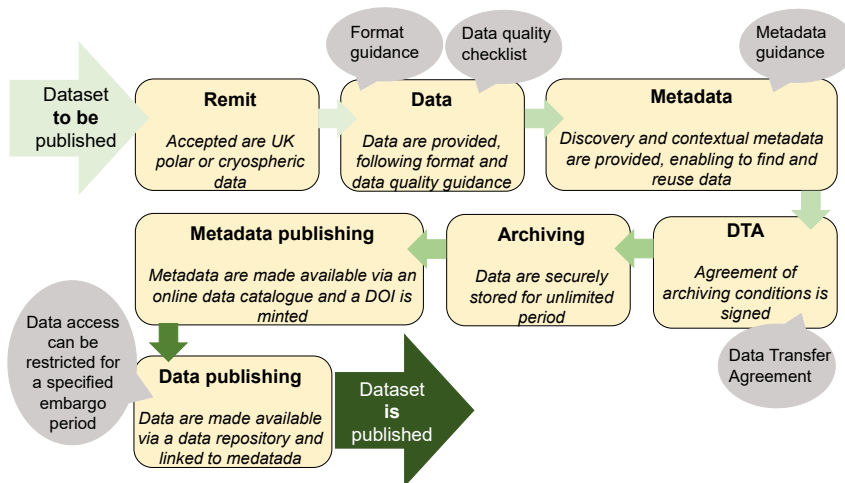 Format
guidance
Data quality
checklist
Metadata
guidance
Dataset
to be
published
Remit
Accepted are UK
polar or cryospheric
data
Data
Data are provided,
following format and
data quality guidance
Metadata
Discovery and contextual metadata
are provided, enabling to find and
reuse data
Metadata publishing
Metadata are made available via an
online data catalogue and a DOI is
minted
Archiving
Data are securely
stored for unlimited
period
DTA
Agreement of
archiving conditions is
signed
Data access
can be
restricted for
a specified
embargo
period
Data Transfer
Agreement
Data publishing
Data are made available
via a data repository and
linked to medatada
Dataset
is
published